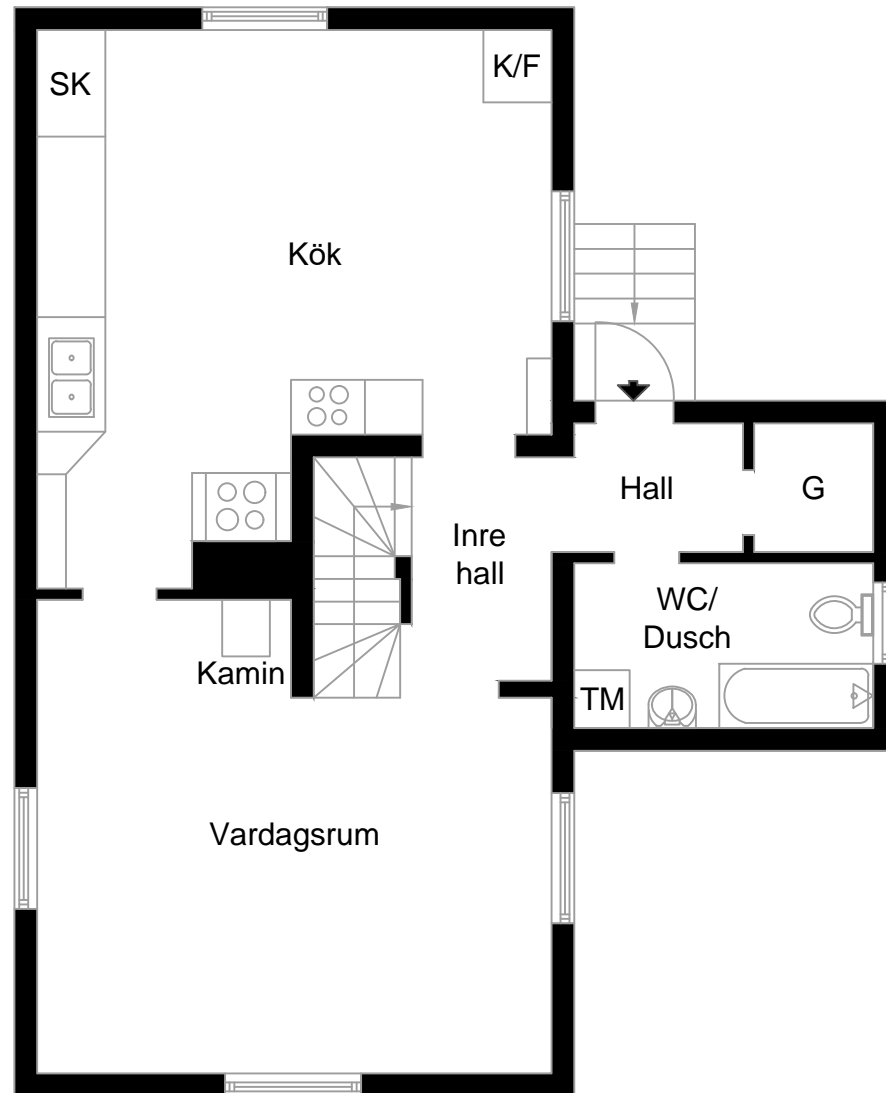 SK
K/F
Kök
Hall
G
Inre
hall
WC/
Dusch
Kamin
TM
Vardagsrum